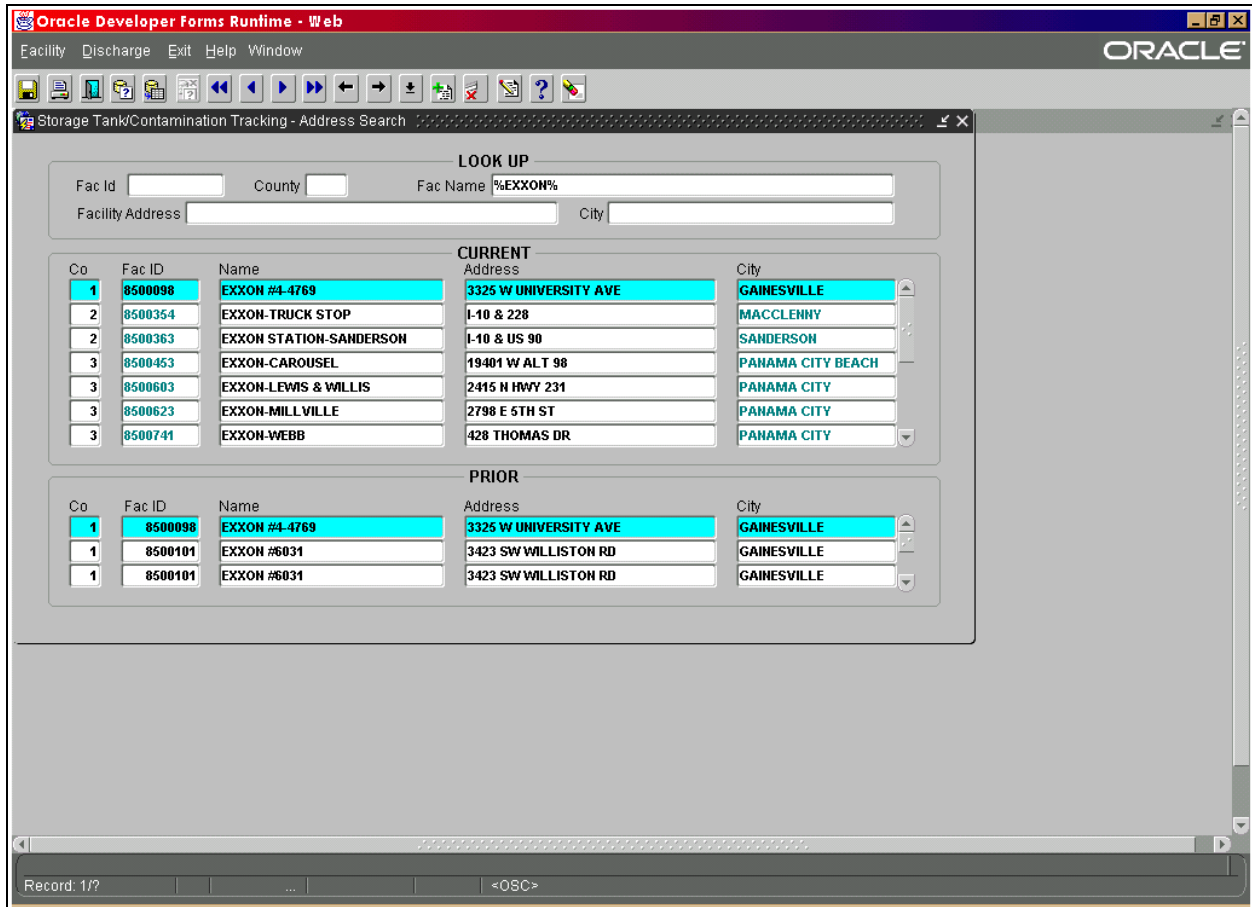 Oracle Developer Forms Runtime - Web
Facility Discharge Exit Help Window ORACLE
Storage Tank/Contamination Tracking - Address Search
LOOK UP
Fac Id County Fac Name %EXXON%
Facility Address City
CURRENT
Co Fac ID Name Address City
1 8500098 EXXON #4-4769 3325 W UNIVERSITY AVE GAINESVILLE
2 8500354 EXXON-TRUCK STOP I-10 & 228 MACCLENNY
2 8500363 EXXON STATION-SANDERSON I-10 & US 90 SANDERSON
3 8500453 EXXON-CAROUSEL 19401 W ALT 98 PANAMA CITY BEACH
3 8500603 EXXON-LEWIS & WILLIS 2415 N HWY 231 PANAMA CITY
3 8500623 EXXON-MILLVILLE 2798 E 5TH ST PANAMA CITY
3 8500741 EXXON-WEBB 428 THOMAS DR PANAMA CITY
PRIOR
Co Fac ID Name Address City
1 8500098 EXXON #4-4769 3325 W UNIVERSITY AVE GAINESVILLE
1 8500101 EXXON #6031 3423 SW WILLISTON RD GAINESVILLE
1 8500101 EXXON #6031 3423 SW WILLISTON RD GAINESVILLE
Record: 1/? ... <OSC>